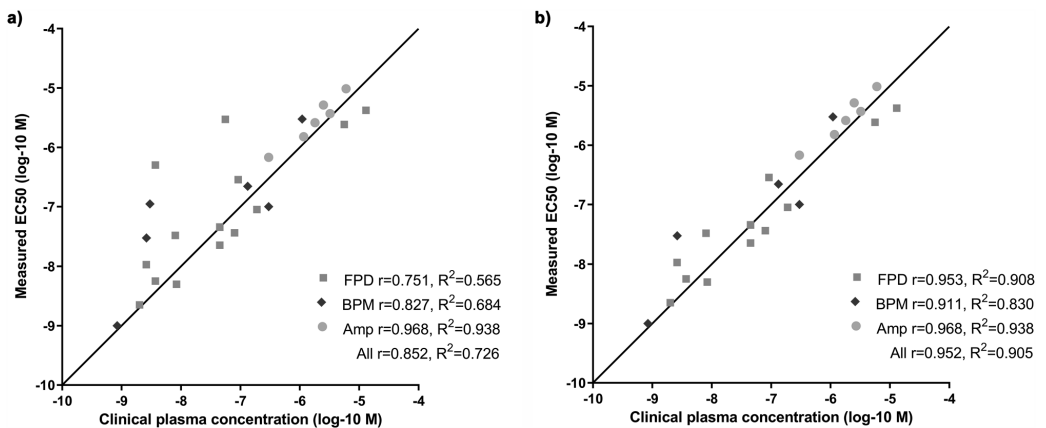 a)
Measured EC50 (log-10 M)
-4
-5
-6
-7
-8
-9
-10
FPD r=0.751, R²=0.565
BPM r=0.827, R²=0.684
Amp r=0.968, R²=0.938
All r=0.852, R²=0.726
-10 -9 -8 -7 -6 -5 -4
Clinical plasma concentration (log-10 M)
b)
Measured EC50 (log-10 M)
-4
-5
-6
-7
-8
-9
-10
FPD r=0.953, R²=0.908
BPM r=0.911, R²=0.830
Amp r=0.968, R²=0.938
All r=0.952, R²=0.905
-10 -9 -8 -7 -6 -5 -4
Clinical plasma concentration (log-10 M)